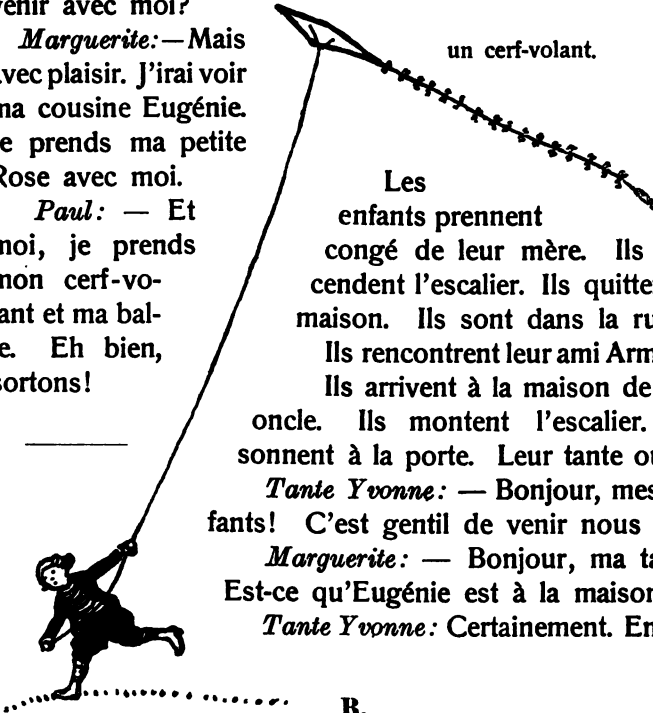 venir avec moi?
Marguerite:—Mais
avec plaisir. J'irai voir
ma cousine Eugénie.
Je prends ma petite
Rose avec moi.
Paul: — Et
moi, je prends
mon cerf-vo-
lant et ma bal-
le. Eh bien,
sortons!
un cerf-volant.
Les
enfants prennent
congé de leur mère. Ils
cendent l'escalier. Ils quitte
maison. Ils sont dans la ru
Ils rencontrent leur ami Arm
Ils arrivent à la maison de
oncle. Ils montent l'escalier.
sonnent à la porte. Leur tante ou
Tante Yvonne: — Bonjour, mes
fants! C'est gentil de venir nous
Marguerite: — Bonjour, ma ta
Est-ce qu'Eugénie est à la maison
Tante Yvonne: Certainement. En
B.